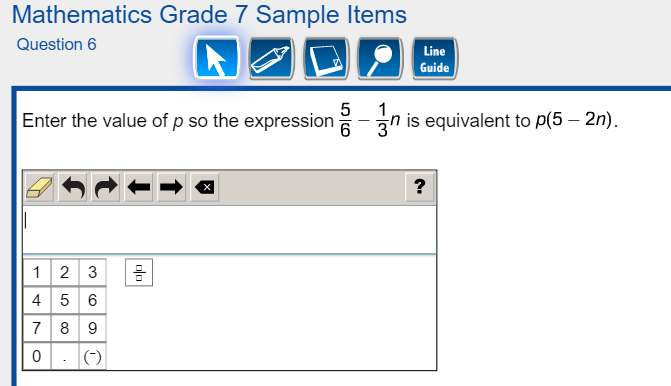 Mathematics Grade 7 Sample Items
Question 6
Line
Guide
Enter the value of p so the expression 5/6 − 1/3 n is equivalent to p(5 – 2n).
?
1 2 3
4 5 6
7 8 9
0 . (-)